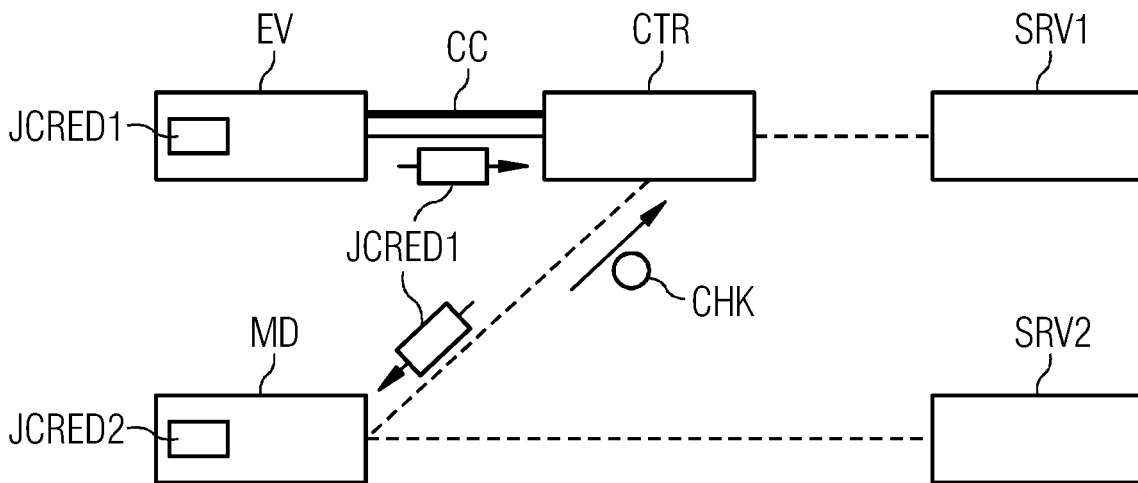 EV
CC
CTR
SRV1
JCRED1
JCRED1
CHK
MD
SRV2
JCRED2